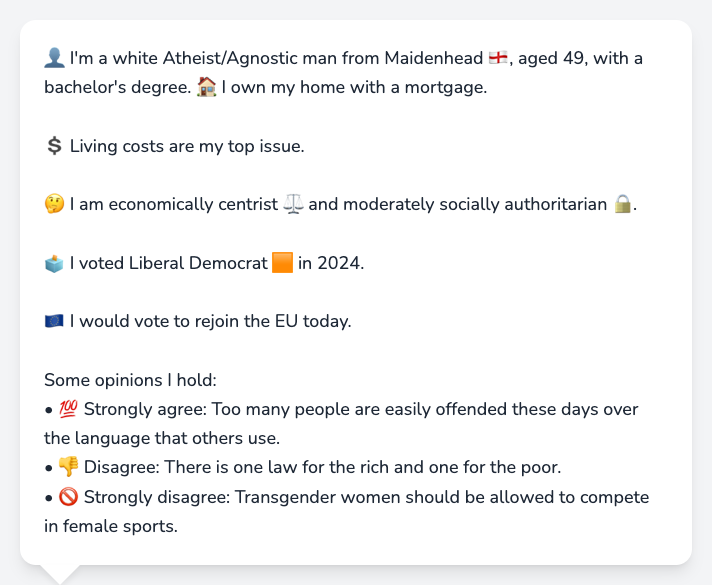 👤 I'm a white Atheist/Agnostic man from Maidenhead 🏴󠁧󠁢󠁥󠁮󠁧󠁿, aged 49, with a
bachelor's degree. 🏠 I own my home with a mortgage.
💲 Living costs are my top issue.
🤔 I am economically centrist ⚖️ and moderately socially authoritarian 🔒.
🗳️ I voted Liberal Democrat 🟧 in 2024.
🇪🇺 I would vote to rejoin the EU today.
Some opinions I hold:
• 💯 Strongly agree: Too many people are easily offended these days over
the language that others use.
• 👎 Disagree: There is one law for the rich and one for the poor.
• 🚫 Strongly disagree: Transgender women should be allowed to compete
in female sports.